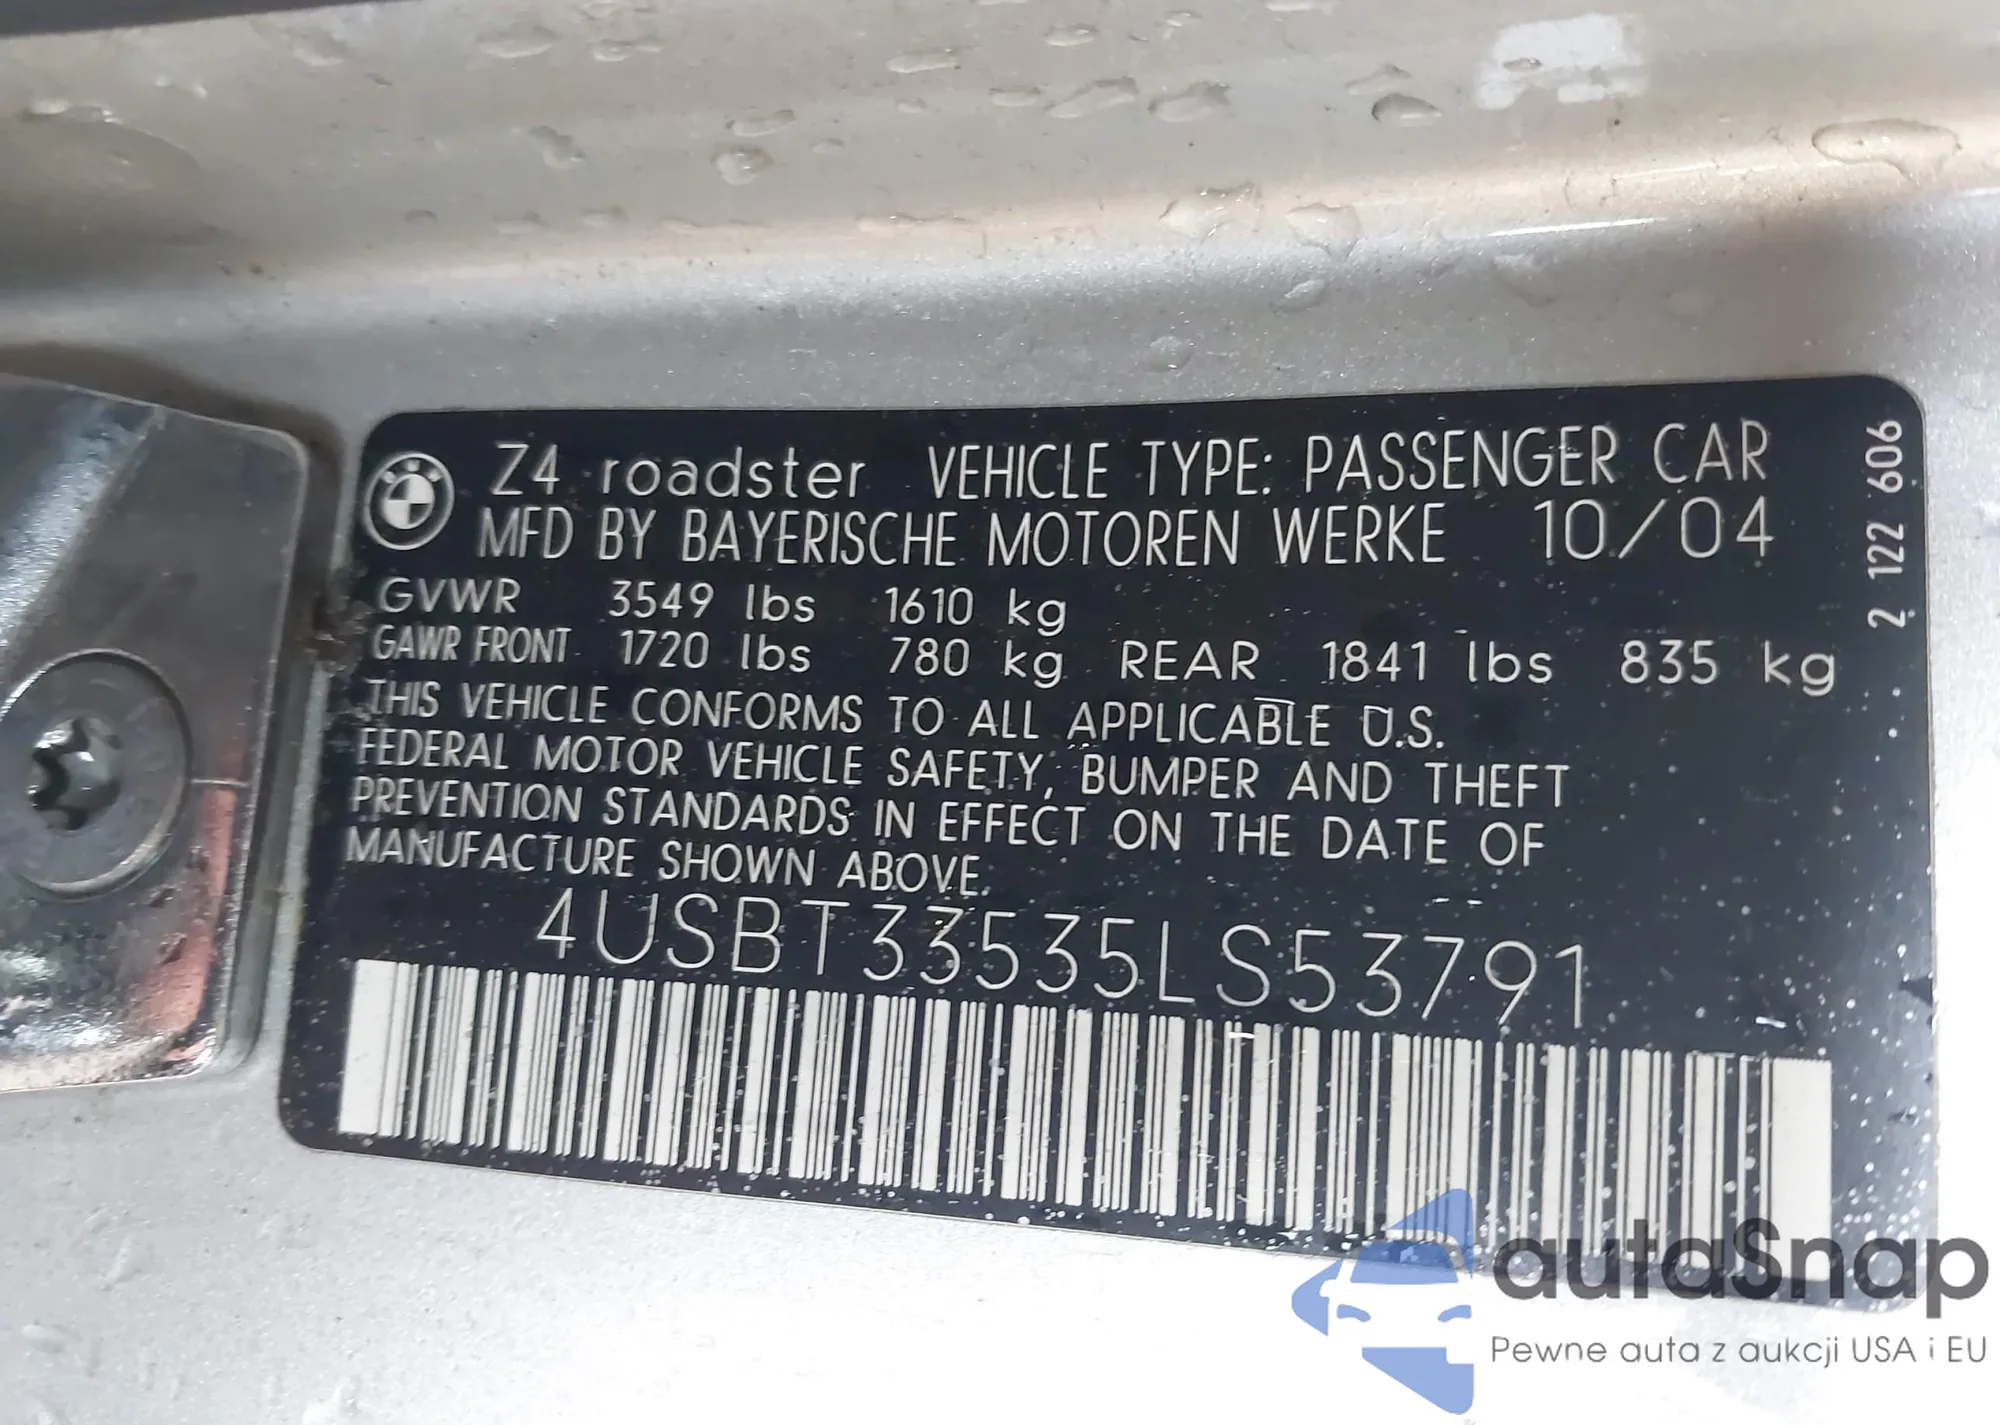 Z4 roadster VEHICLE TYPE: PASSENGER CAR
MFD BY BAYERISCHE MOTOREN WERKE 10/04
GVWR 3549 lbs 1610 kg
GAWR FRONT 1720 lbs 780 kg REAR 1841 lbs 835 kg
THIS VEHICLE CONFORMS TO ALL APPLICABLE U.S.
FEDERAL MOTOR VEHICLE SAFETY, BUMPER AND THEFT
PREVENTION STANDARDS IN EFFECT ON THE DATE OF
MANUFACTURE SHOWN ABOVE.
4USBT33535LS53791
2 122 606
autaSnap
Pewne auta z aukcji USA i EU